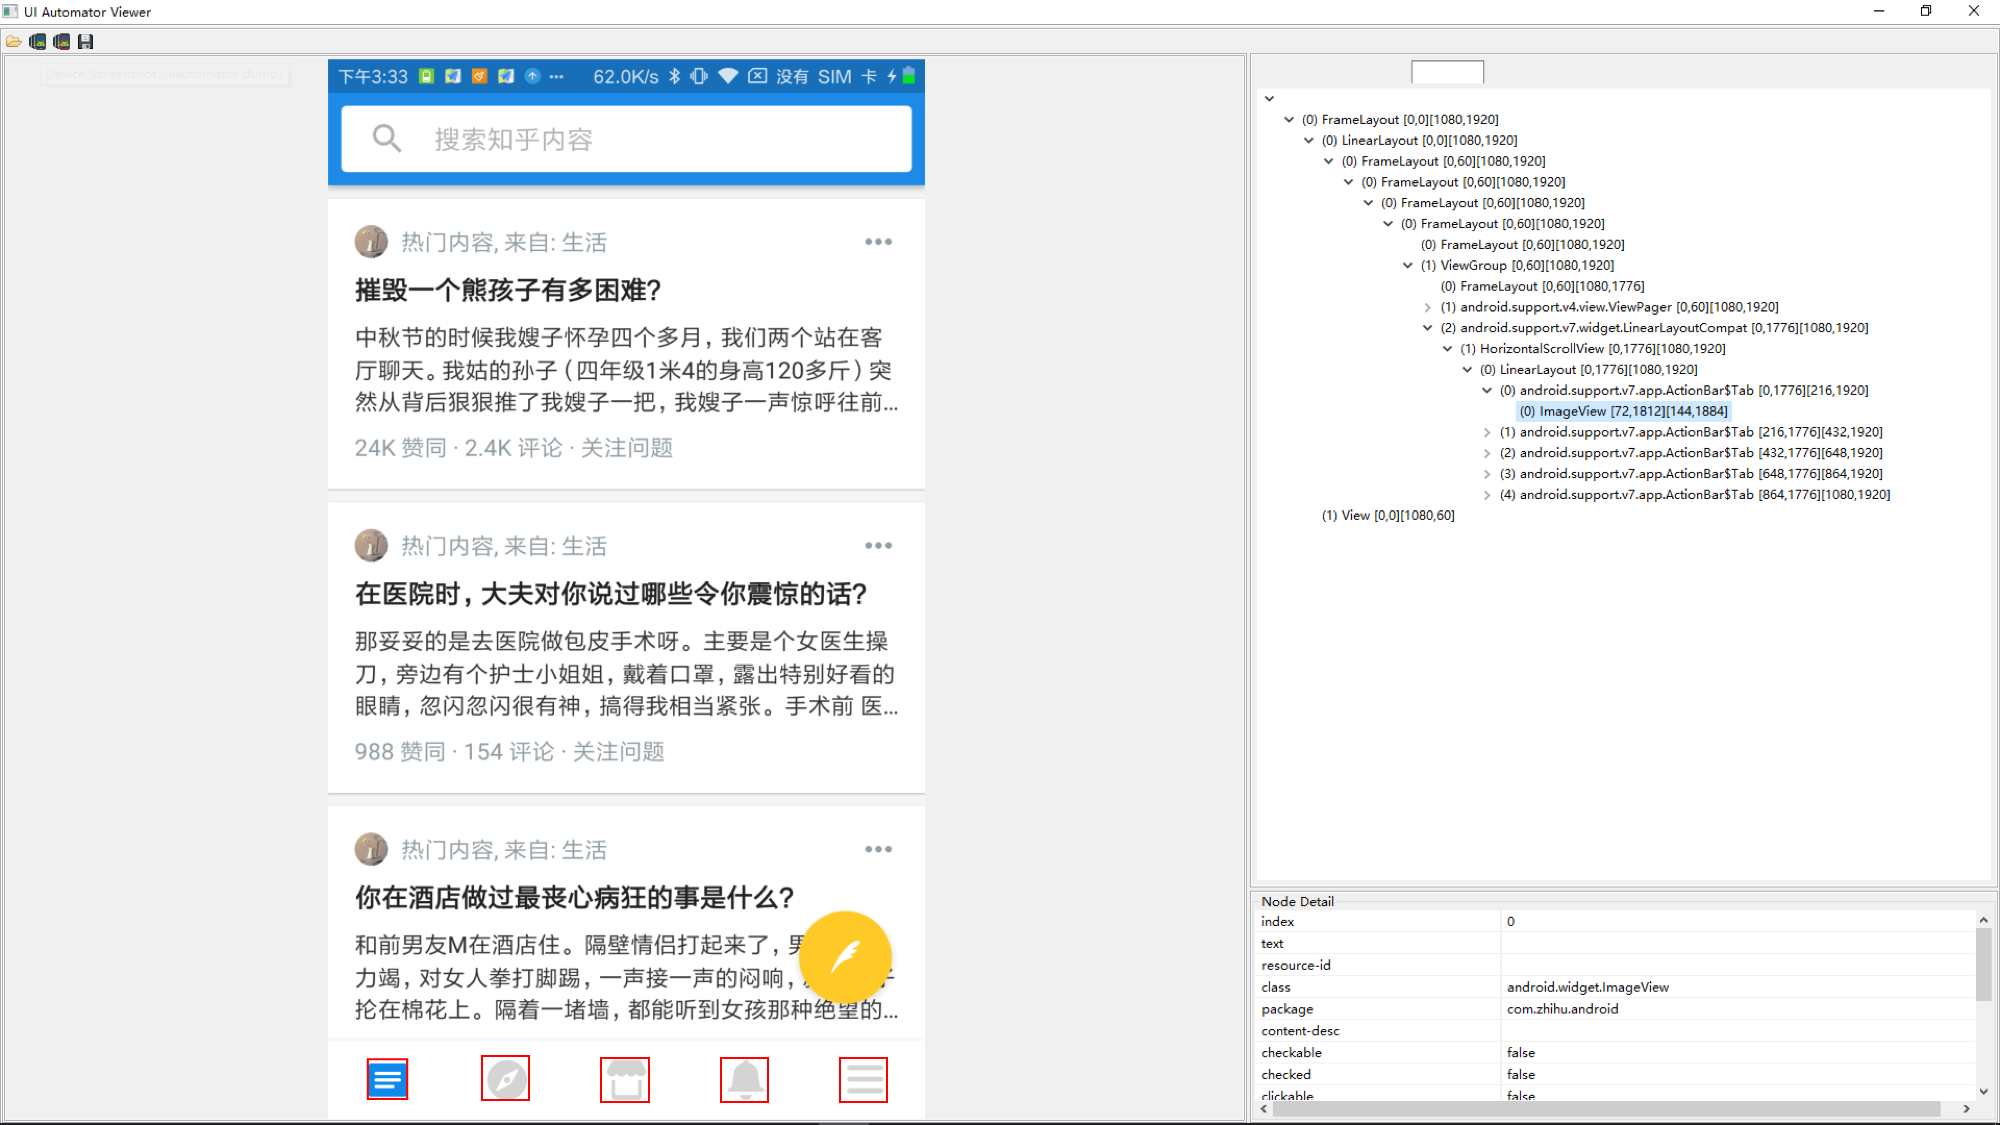 UI Automator Viewer
Device Screenshot (uiautomator dump)
下午3:33 62.0K/s 没有 SIM 卡
搜索知乎内容
热门内容, 来自: 生活
摧毁一个熊孩子有多困难?
中秋节的时候我嫂子怀孕四个多月，我们两个站在客
厅聊天。我姑的孙子（四年级1米4的身高120多斤）突
然从背后狠狠推了我嫂子一把，我嫂子一声惊呼往前...
24K 赞同 · 2.4K 评论 · 关注问题
热门内容, 来自: 生活
在医院时，大夫对你说过哪些令你震惊的话?
那妥妥的是去医院做包皮手术呀。主要是个女医生操
刀，旁边有个护士小姐姐，戴着口罩，露出特别好看的
眼睛，忽闪忽闪很有神，搞得我相当紧张。手术前 医...
988 赞同 · 154 评论 · 关注问题
热门内容, 来自: 生活
你在酒店做过最丧心病狂的事是什么?
和前男友M在酒店住。隔壁情侣打起来了，男
力竭，对女人拳打脚踢，一声接一声的闷响，
抡在棉花上。隔着一堵墙，都能听到女孩那种绝望的...
(0) FrameLayout [0,0][1080,1920]
(0) LinearLayout [0,0][1080,1920]
(0) FrameLayout [0,60][1080,1920]
(0) FrameLayout [0,60][1080,1920]
(0) FrameLayout [0,60][1080,1920]
(0) FrameLayout [0,60][1080,1920]
(0) FrameLayout [0,60][1080,1920]
(1) ViewGroup [0,60][1080,1920]
(0) FrameLayout [0,60][1080,1776]
(1) android.support.v4.view.ViewPager [0,60][1080,1920]
(2) android.support.v7.widget.LinearLayoutCompat [0,1776][1080,1920]
(1) HorizontalScrollView [0,1776][1080,1920]
(0) LinearLayout [0,1776][1080,1920]
(0) android.support.v7.app.ActionBar$Tab [0,1776][216,1920]
(0) ImageView [72,1812][144,1884]
(1) android.support.v7.app.ActionBar$Tab [216,1776][432,1920]
(2) android.support.v7.app.ActionBar$Tab [432,1776][648,1920]
(3) android.support.v7.app.ActionBar$Tab [648,1776][864,1920]
(4) android.support.v7.app.ActionBar$Tab [864,1776][1080,1920]
(1) View [0,0][1080,60]
Node Detail
index 0
text
resource-id
class android.widget.ImageView
package com.zhihu.android
content-desc
checkable false
checked false
clickable false